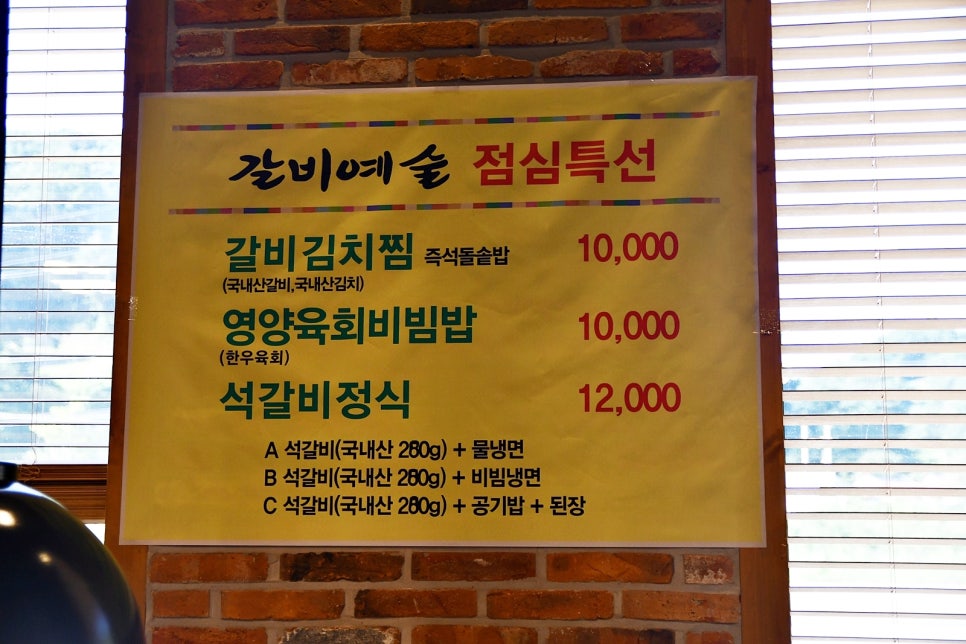 갈비예술 점심특선
갈비김치찜 즉석돌솥밥 10,000
(국내산갈비,국내산김치)
영양육회비빔밥 10,000
(한우육회)
석갈비정식 12,000
A 석갈비(국내산 280g) + 물냉면
B 석갈비(국내산 280g) + 비빔냉면
C 석갈비(국내산 280g) + 공기밥 + 된장